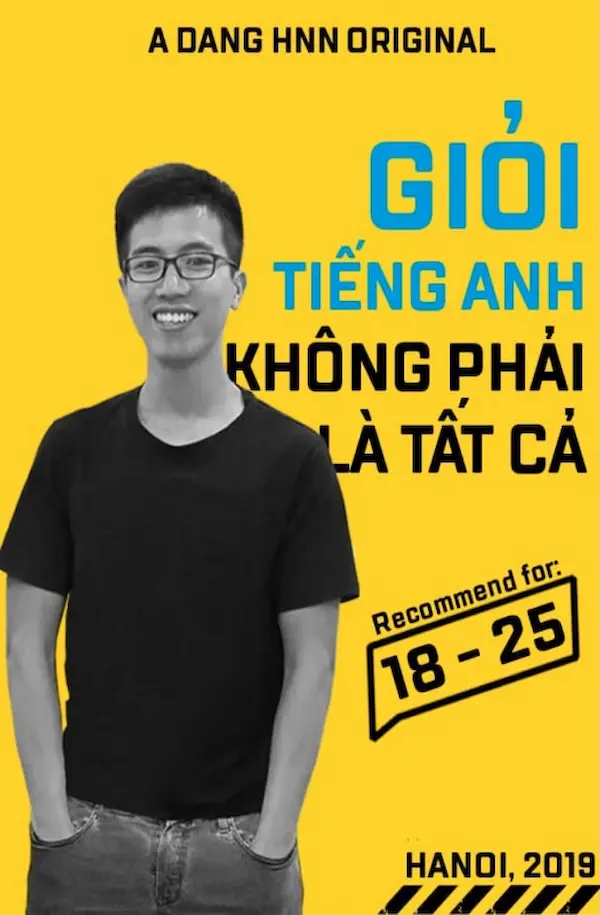 A DANG HNN ORIGINAL
GIỎI
TIẾNG ANH
KHÔNG PHẢI
LÀ TẤT CẢ
Recommend for:
18 - 25
HANOI, 2019